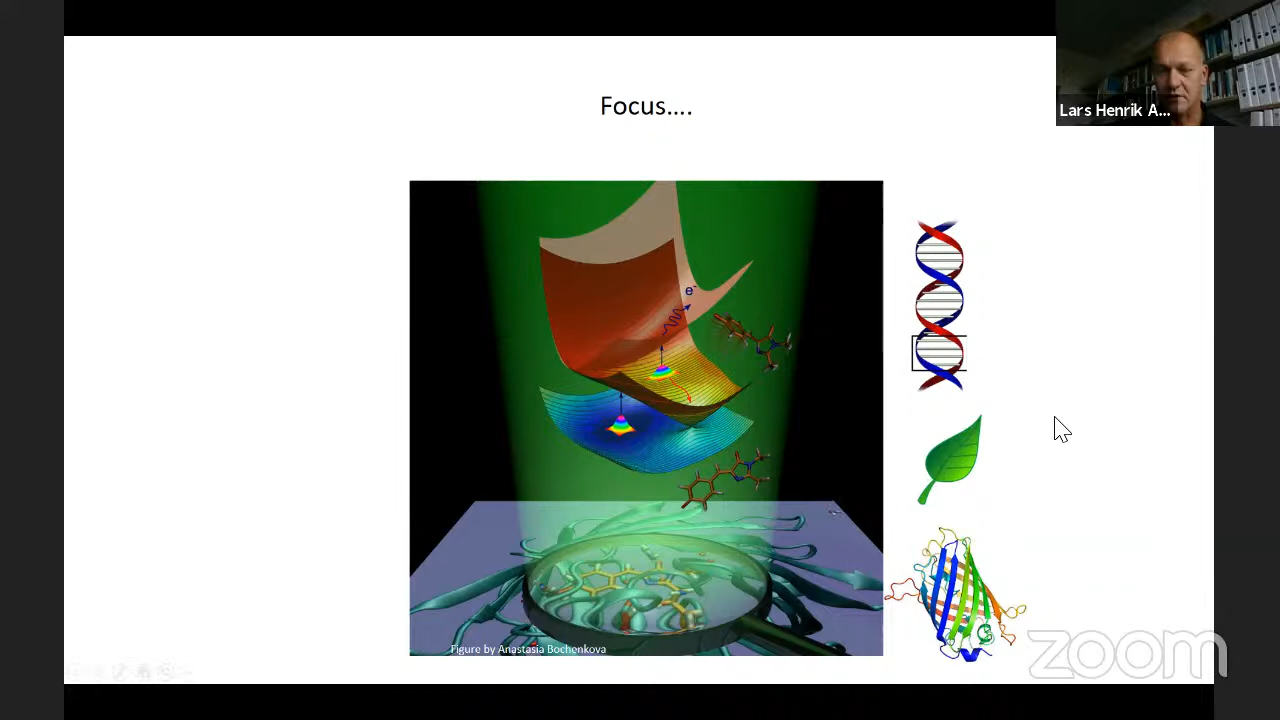 Focus....
Lars Henrik A...
e-
Figure by Anastasia Bochenkova
zoom